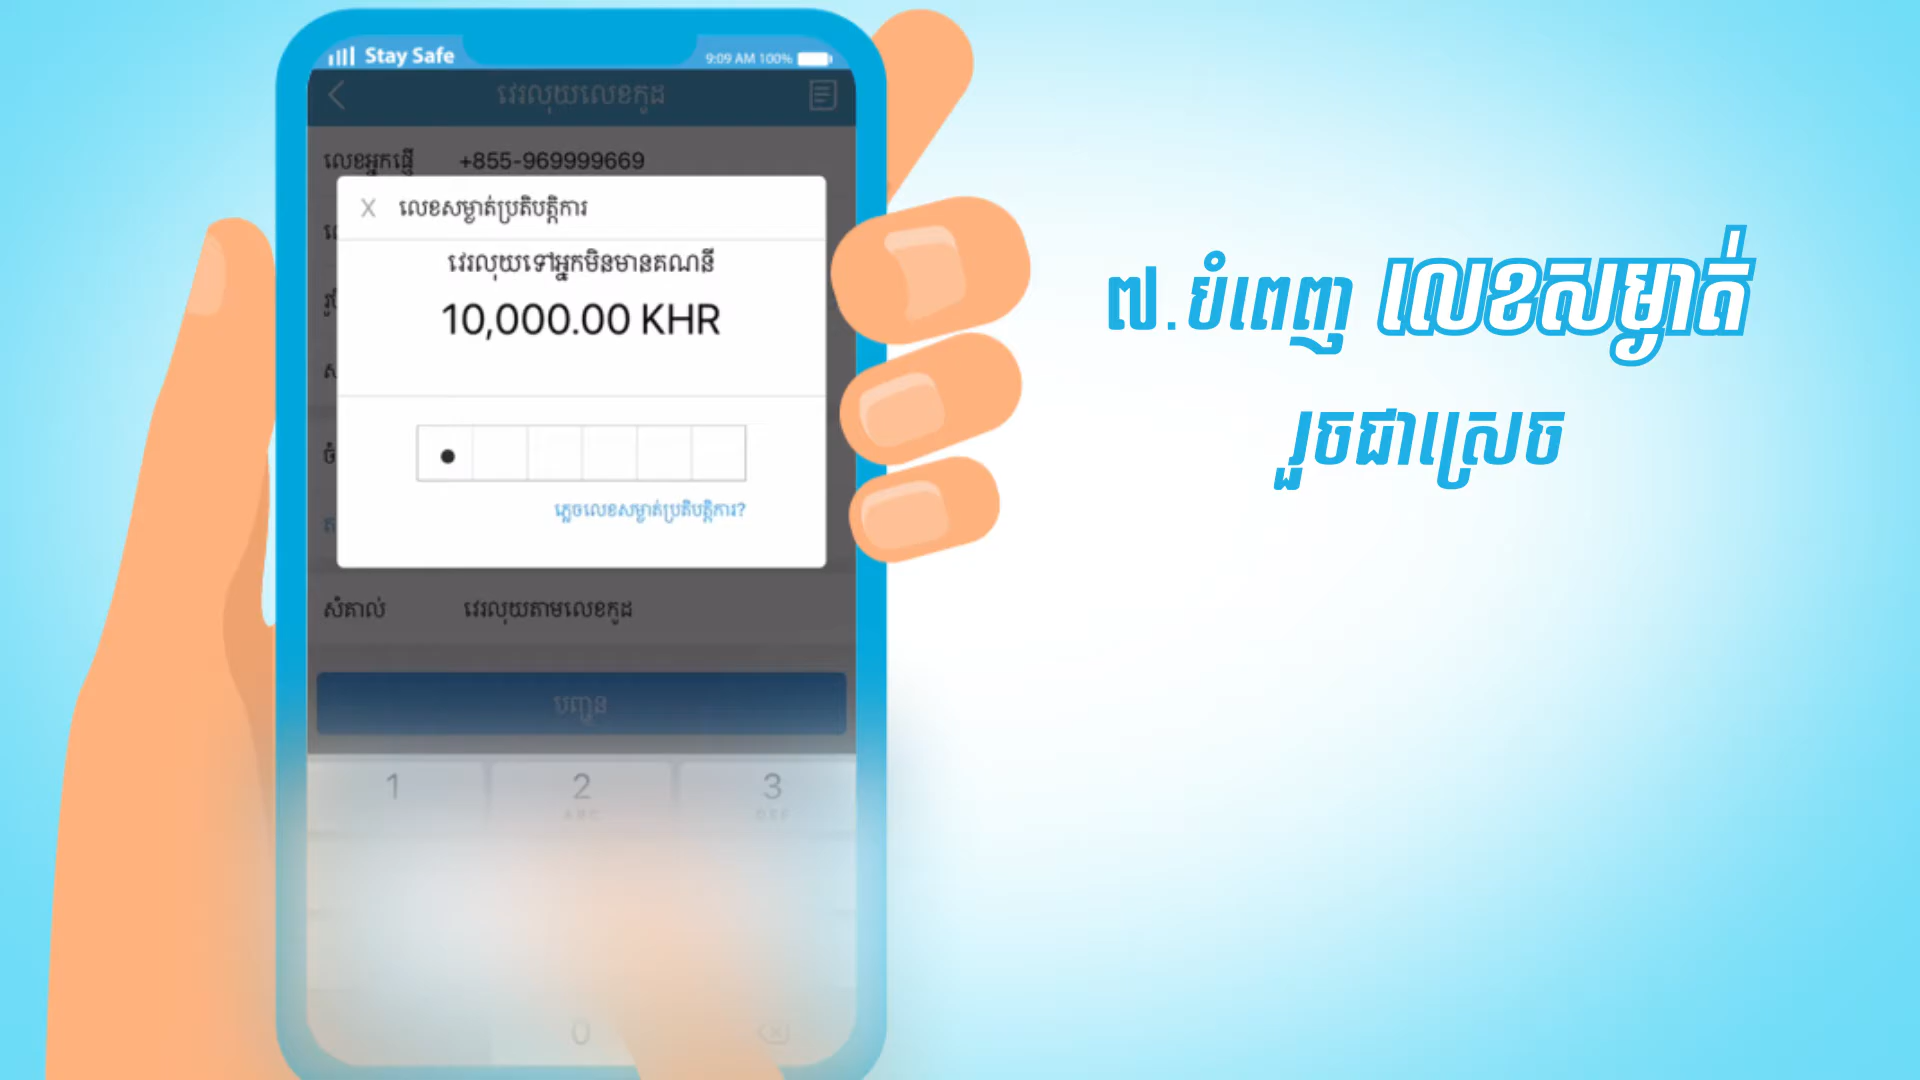 Stay Safe
9:09 AM 100%
វេរលុយលេខកូដ
លេខអ្នកផ្ញើ +855-969999669
X លេខសម្ងាត់ប្រតិបត្តិការ
វេរលុយទៅអ្នកមិនមានគណនី
10,000.00 KHR
ភ្លេចលេខសម្ងាត់ប្រតិបត្តិការ?
សំគាល់ វេរលុយតាមលេខកូដ
បញ្ជូន
1 2 3
ABC DEF
0
៧.បំពេញ លេខសម្ងាត់
រួចជាស្រេច